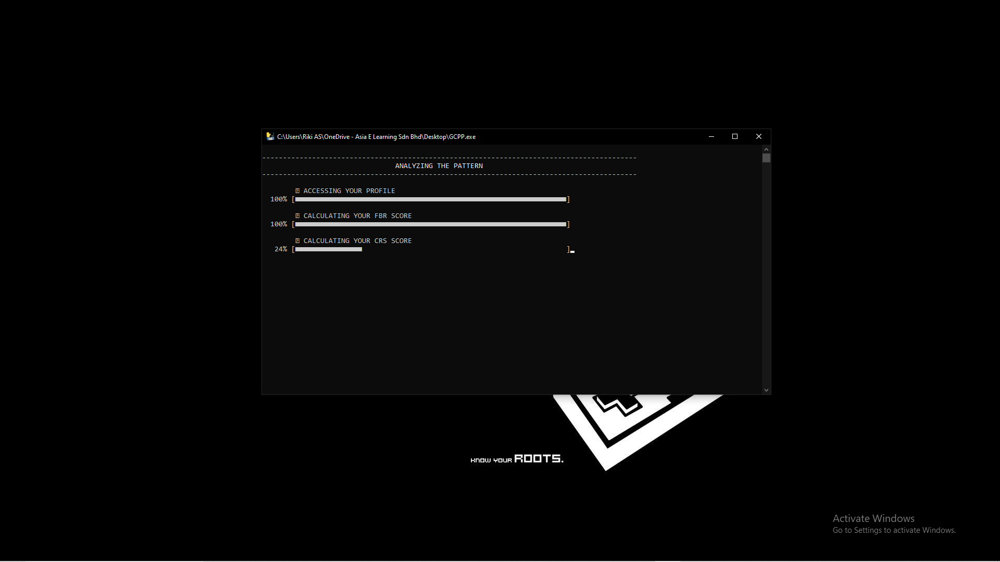 C:\Users\Riki AS\OneDrive - Asia E Learning Sdn Bhd\Desktop\GCPP.exe
------------------------------------------------------------------------------------------
ANALYZING THE PATTERN
------------------------------------------------------------------------------------------
⍰ ACCESSING YOUR PROFILE
100% [■■■■■■■■■■■■■■■■■■■■■■■■■■■■■■■■■■■■■■■■■■■■■■■■■■■■■■■■■■■■■■■■■]
⍰ CALCULATING YOUR FBR SCORE
100% [■■■■■■■■■■■■■■■■■■■■■■■■■■■■■■■■■■■■■■■■■■■■■■■■■■■■■■■■■■■■■■■■■]
⍰ CALCULATING YOUR CRS SCORE
24% [■■■■■■■■■■■■■■■■                                                 ]
KNOW YOUR ROOTS.
Activate Windows
Go to Settings to activate Windows.